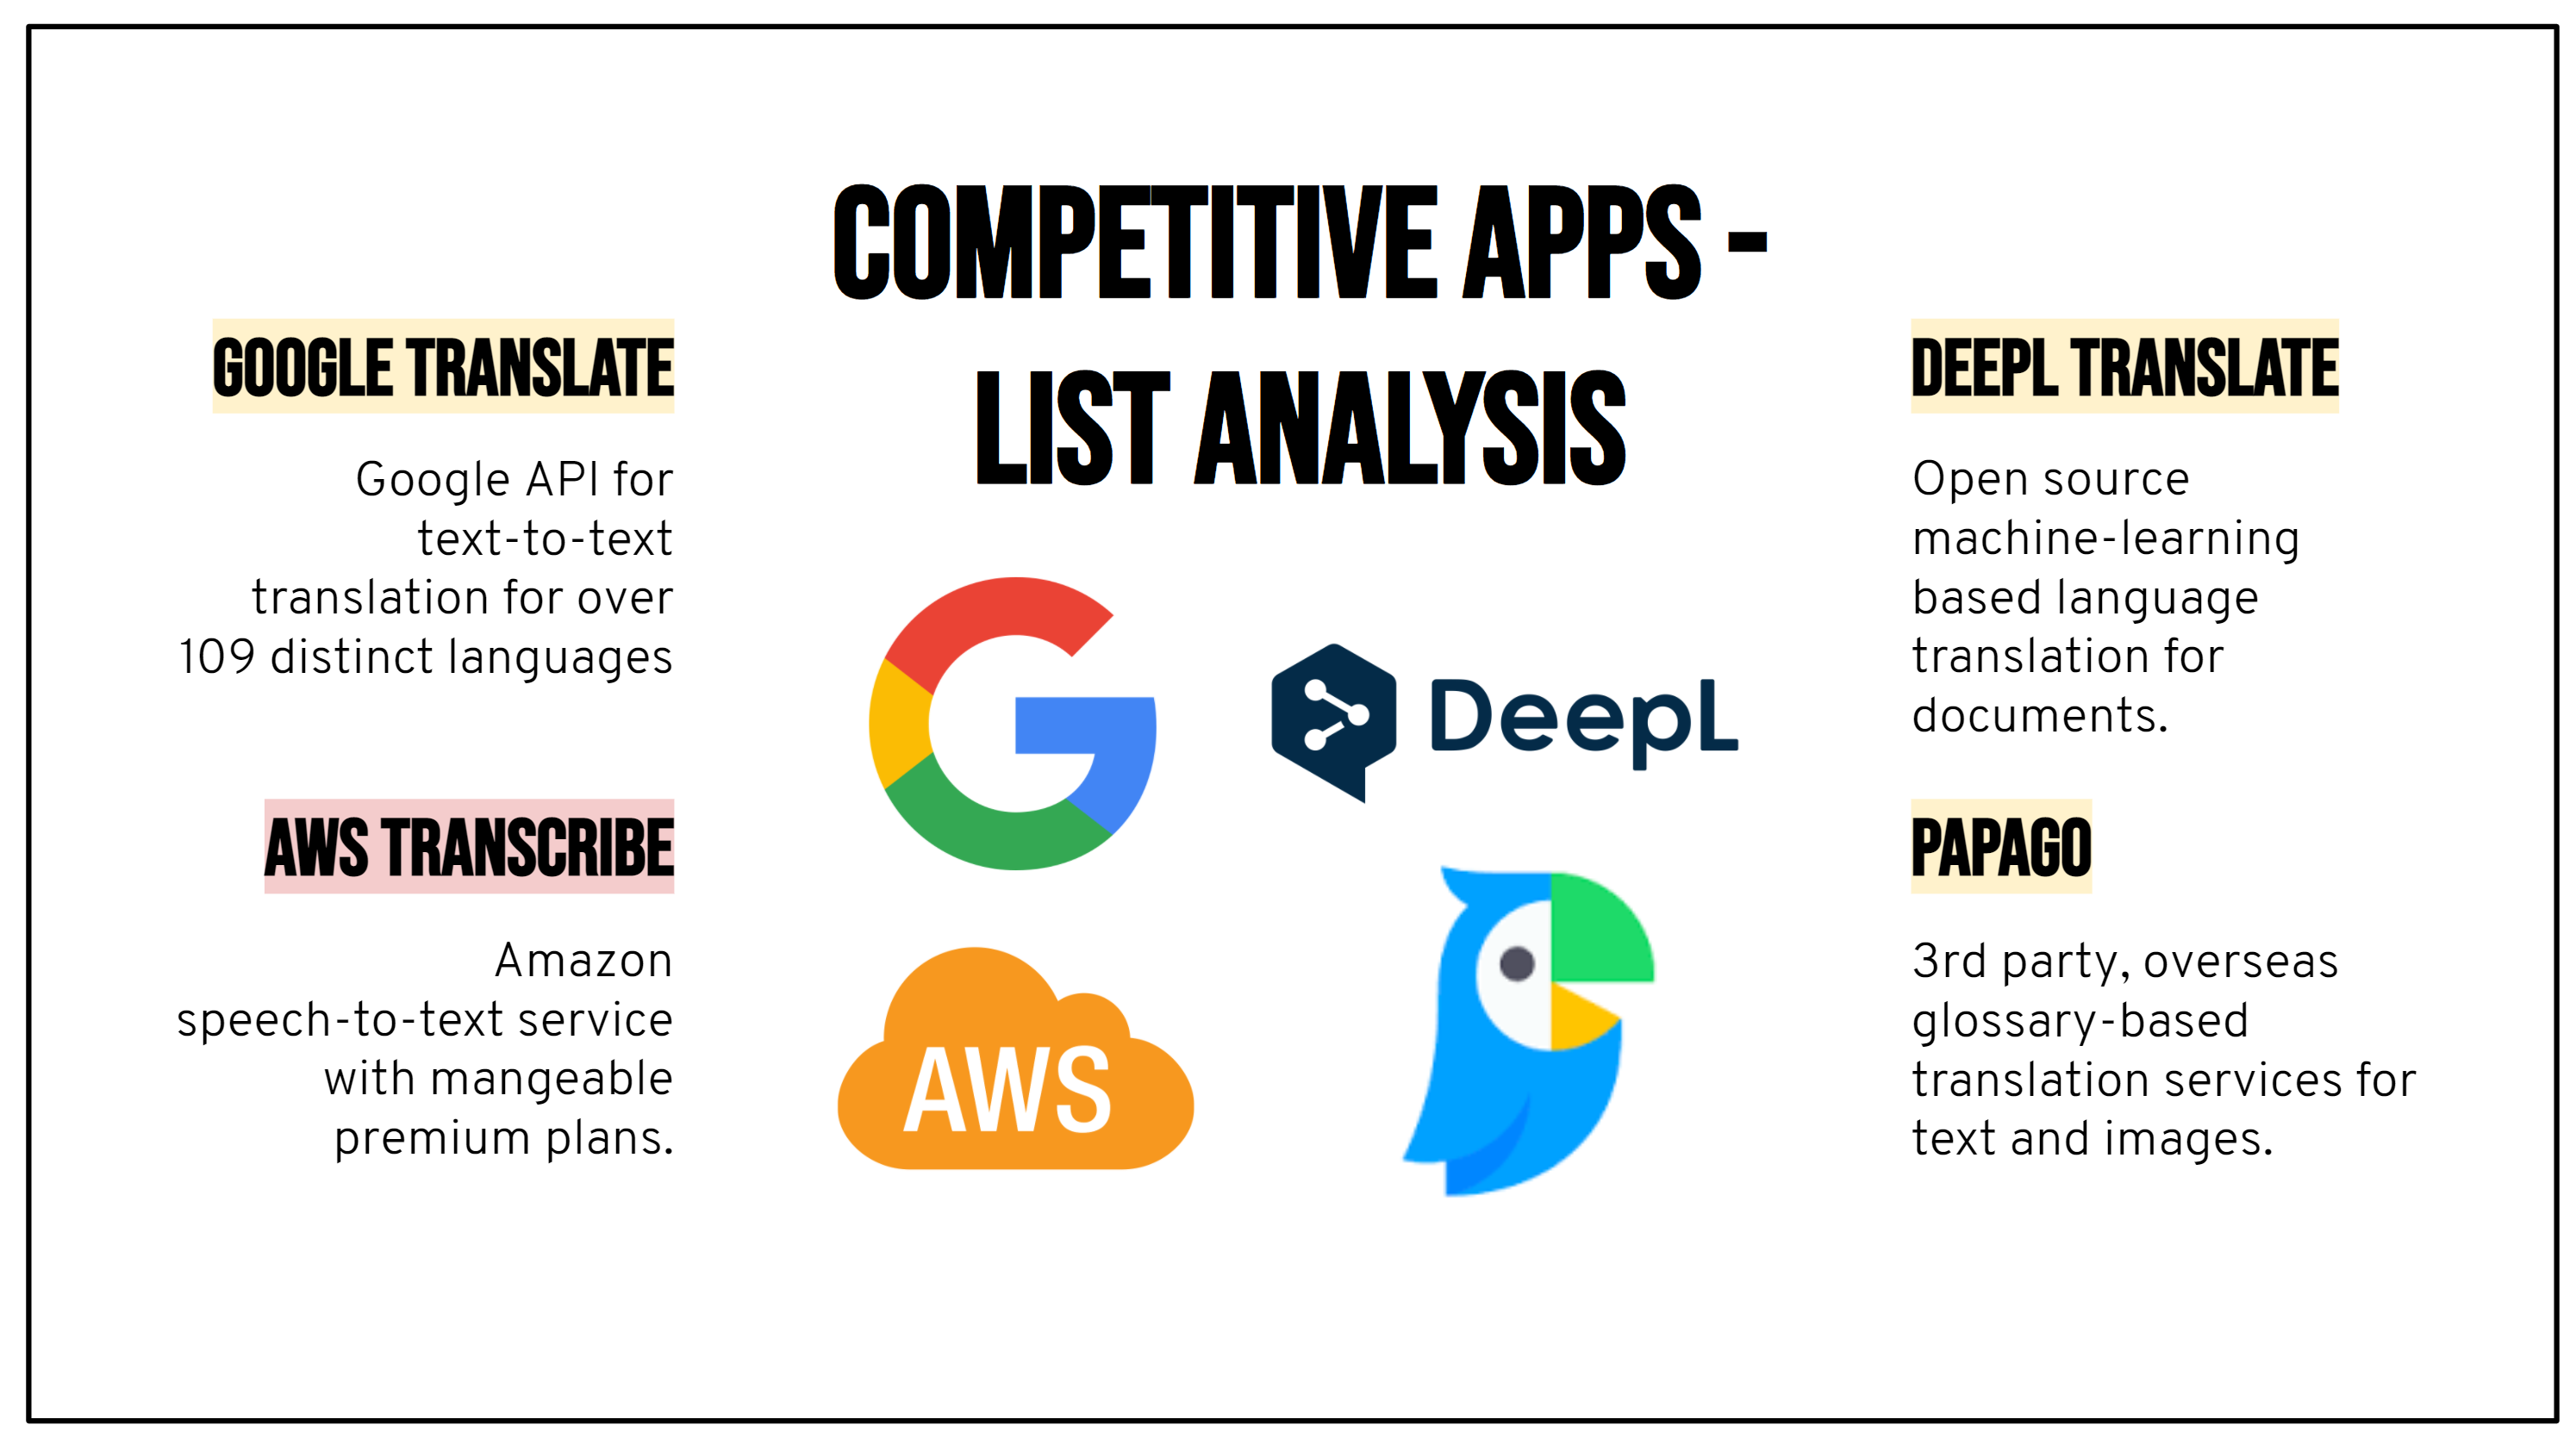 COMPETITIVE APPS -
LIST ANALYSIS
GOOGLE TRANSLATE
Google API for
text-to-text
translation for over
109 distinct languages
AWS TRANSCRIBE
Amazon
speech-to-text service
with mangeable
premium plans.
DeepL
AWS
DEEPL TRANSLATE
Open source
machine-learning
based language
translation for
documents.
PAPAGO
3rd party, overseas
glossary-based
translation services for
text and images.